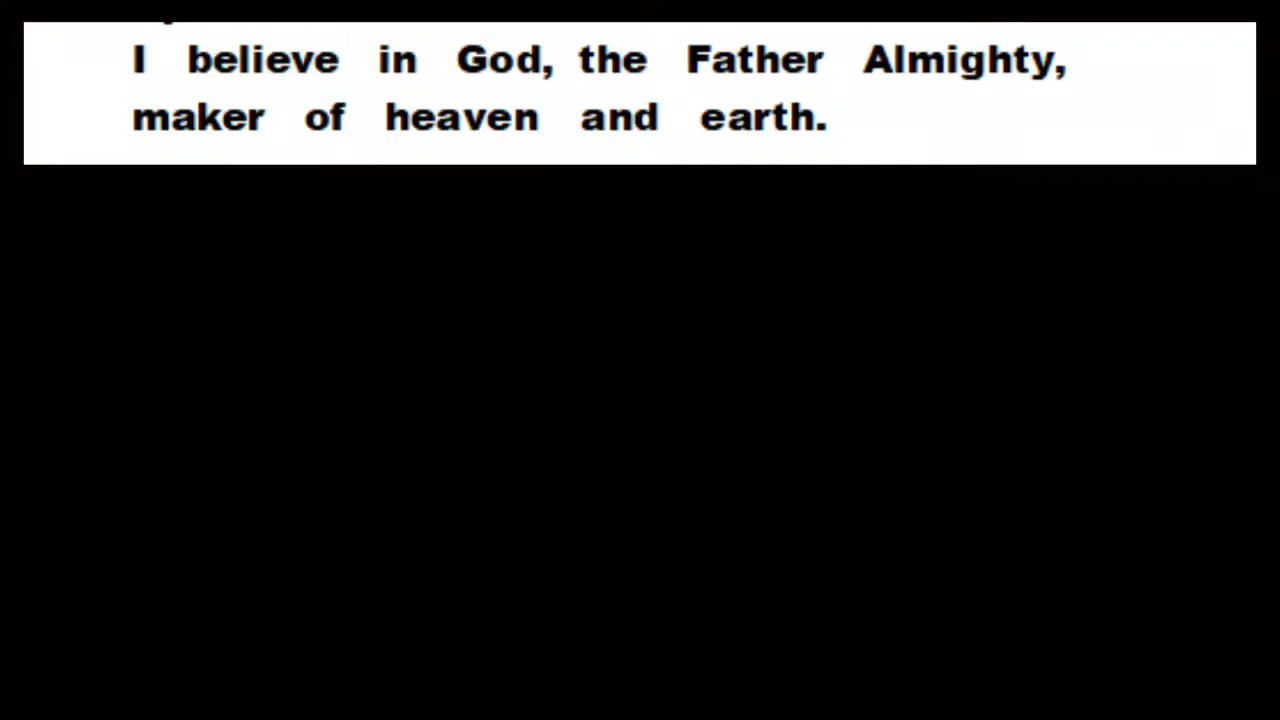 I believe in God, the Father Almighty,
maker of heaven and earth.